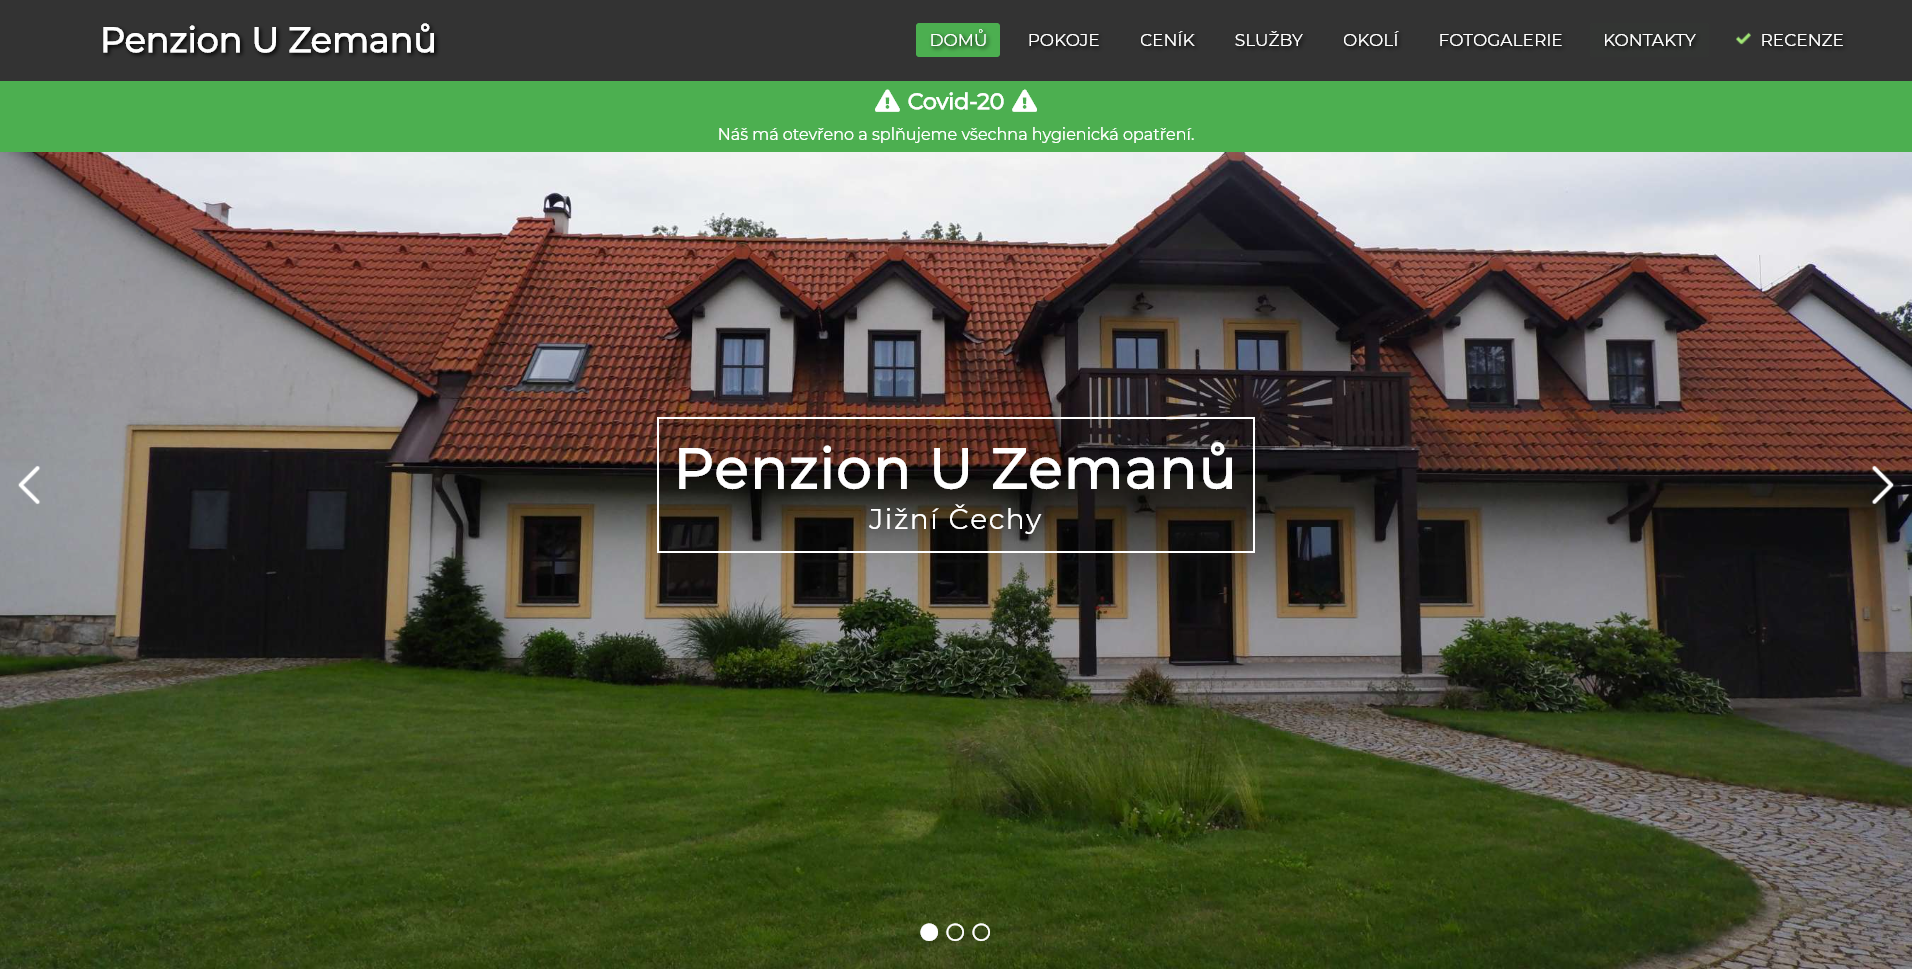 Penzion U Zemanů
DOMŮ POKOJE CENÍK SLUŽBY OKOLÍ FOTOGALERIE KONTAKTY RECENZE
Covid-20
Náš má otevřeno a splňujeme všechna hygienická opatření.
Penzion U Zemanů
Jižní Čechy